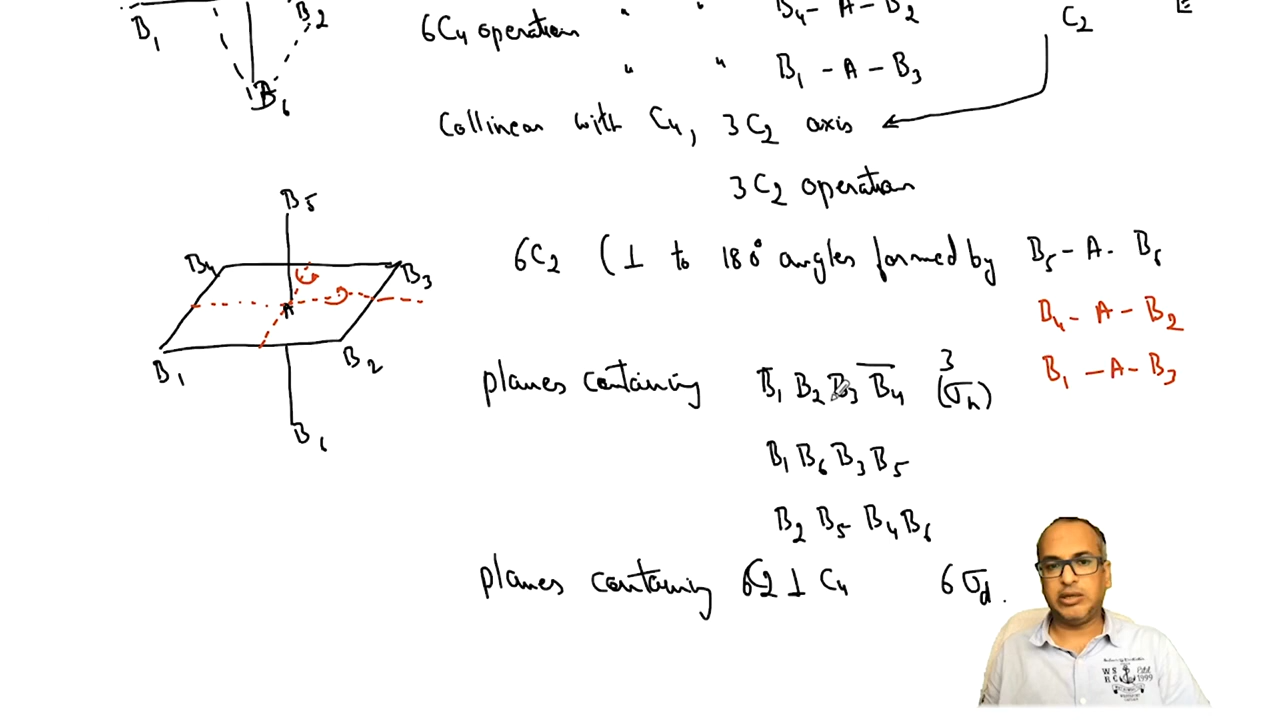 B1 B2
B6
6C4 operation " " B4 - A - B2
" " B1 - A - B3
C2
E
Collinear with C4, 3C2 axis
3C2 operation
B5
B4 B3
A
B1 B2
B6
6C2 (⊥ to 180° angles formed by B5 - A - B6
B4 - A - B2
B1 - A - B3
planes containing B1 B2 B3 B4 3 (σh)
B1 B6 B3 B5
B2 B5 B4 B6
planes containing 6C2 ⊥ C4 6σd.